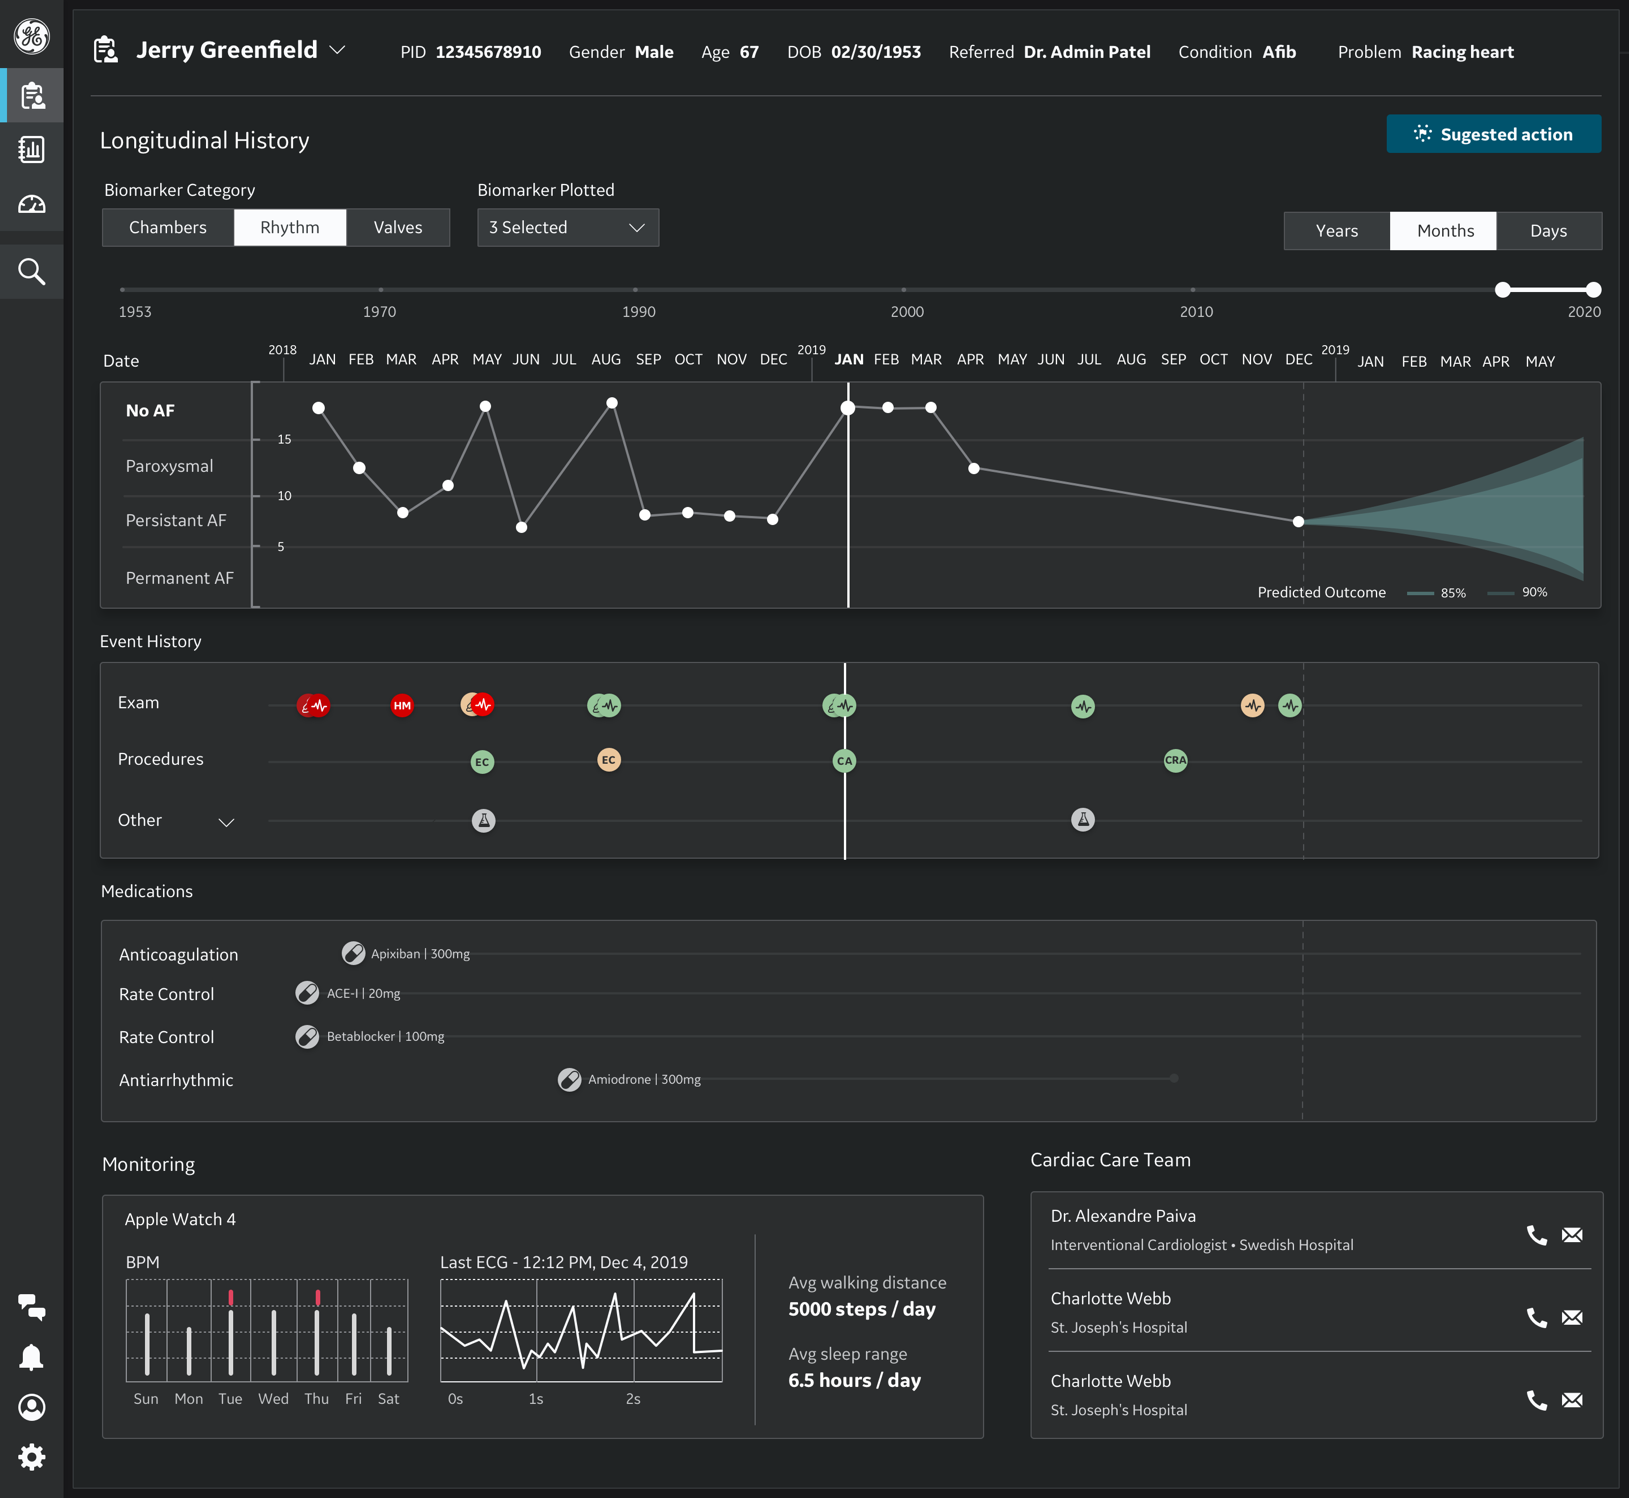 Jerry Greenfield PID 12345678910 Gender Male Age 67 DOB 02/30/1953 Referred Dr. Admin Patel Condition Afib Problem Racing heart
Longitudinal History
Sugested action
Biomarker Category
Biomarker Plotted
Chambers Rhythm Valves
3 Selected
Years Months Days
1953 1970 1990 2000 2010 2020
Date
2018 JAN FEB MAR APR MAY JUN JUL AUG SEP OCT NOV DEC 2019 JAN FEB MAR APR MAY JUN JUL AUG SEP OCT NOV DEC 2019 JAN FEB MAR APR MAY
No AF
15
Paroxysmal
10
Persistant AF
5
Permanent AF
Predicted Outcome 85% 90%
Event History
Exam
HM
Procedures
EC EC CA CRA
Other
Medications
Anticoagulation Apixiban | 300mg
Rate Control ACE-I | 20mg
Rate Control Betablocker | 100mg
Antiarrhythmic Amiodrone | 300mg
Monitoring
Apple Watch 4
BPM
Sun Mon Tue Wed Thu Fri Sat
Last ECG - 12:12 PM, Dec 4, 2019
0s 1s 2s
Avg walking distance
5000 steps / day
Avg sleep range
6.5 hours / day
Cardiac Care Team
Dr. Alexandre Paiva
Interventional Cardiologist • Swedish Hospital
Charlotte Webb
St. Joseph's Hospital
Charlotte Webb
St. Joseph's Hospital